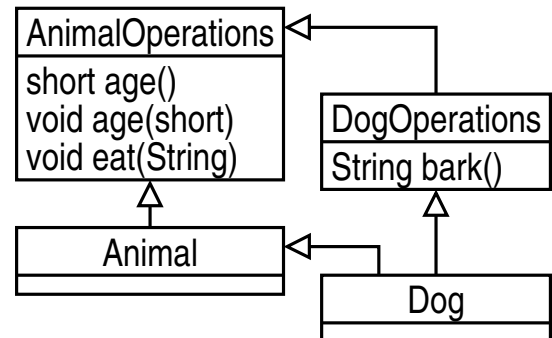 AnimalOperations
short age()
void age(short)
void eat(String)
DogOperations
String bark()
Animal
Dog